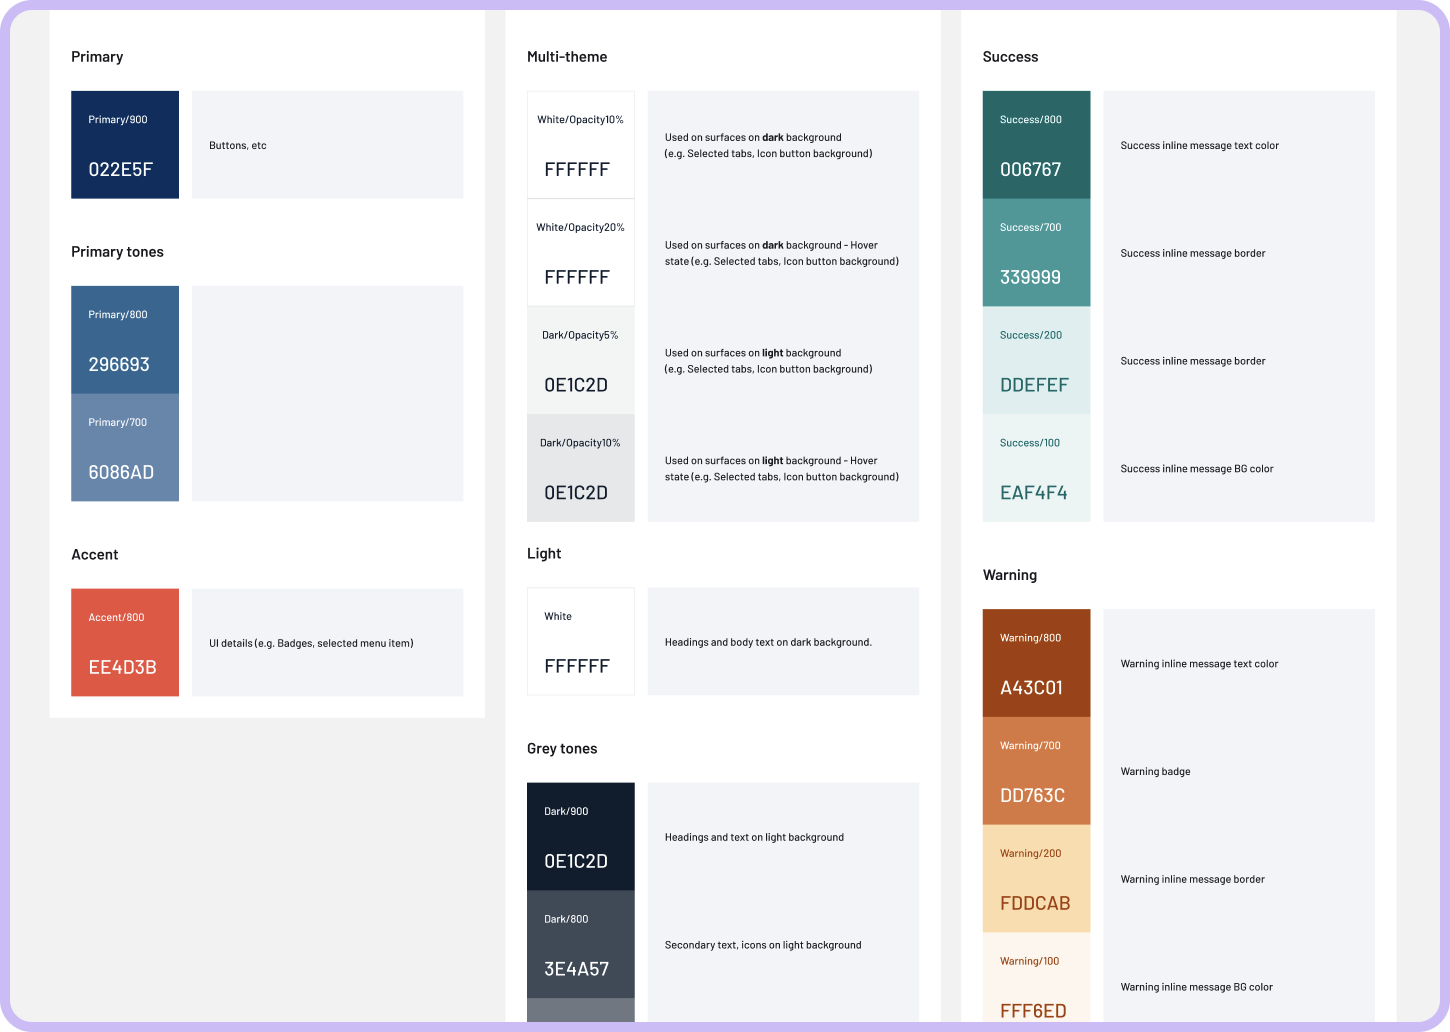 Primary
Primary/900
022E5F
Buttons, etc
Primary tones
Primary/800
296693
Primary/700
6086AD
Accent
Accent/800
EE4D3B
UI details (e.g. Badges, selected menu item)
Multi-theme
White/Opacity10%
FFFFFF
Used on surfaces on dark background
(e.g. Selected tabs, Icon button background)
White/Opacity20%
FFFFFF
Used on surfaces on dark background - Hover
state (e.g. Selected tabs, Icon button background)
Dark/Opacity5%
0E1C2D
Used on surfaces on light background
(e.g. Selected tabs, Icon button background)
Dark/Opacity10%
0E1C2D
Used on surfaces on light background - Hover
state (e.g. Selected tabs, Icon button background)
Light
White
FFFFFF
Headings and body text on dark background.
Grey tones
Dark/900
0E1C2D
Headings and text on light background
Dark/800
3E4A57
Secondary text, icons on light background
Success
Success/800
006767
Success inline message text color
Success/700
339999
Success inline message border
Success/200
DDEFEF
Success inline message border
Success/100
EAF4F4
Success inline message BG color
Warning
Warning/800
A43C01
Warning inline message text color
Warning/700
DD763C
Warning badge
Warning/200
FDDCAB
Warning inline message border
Warning/100
FFF6ED
Warning inline message BG color